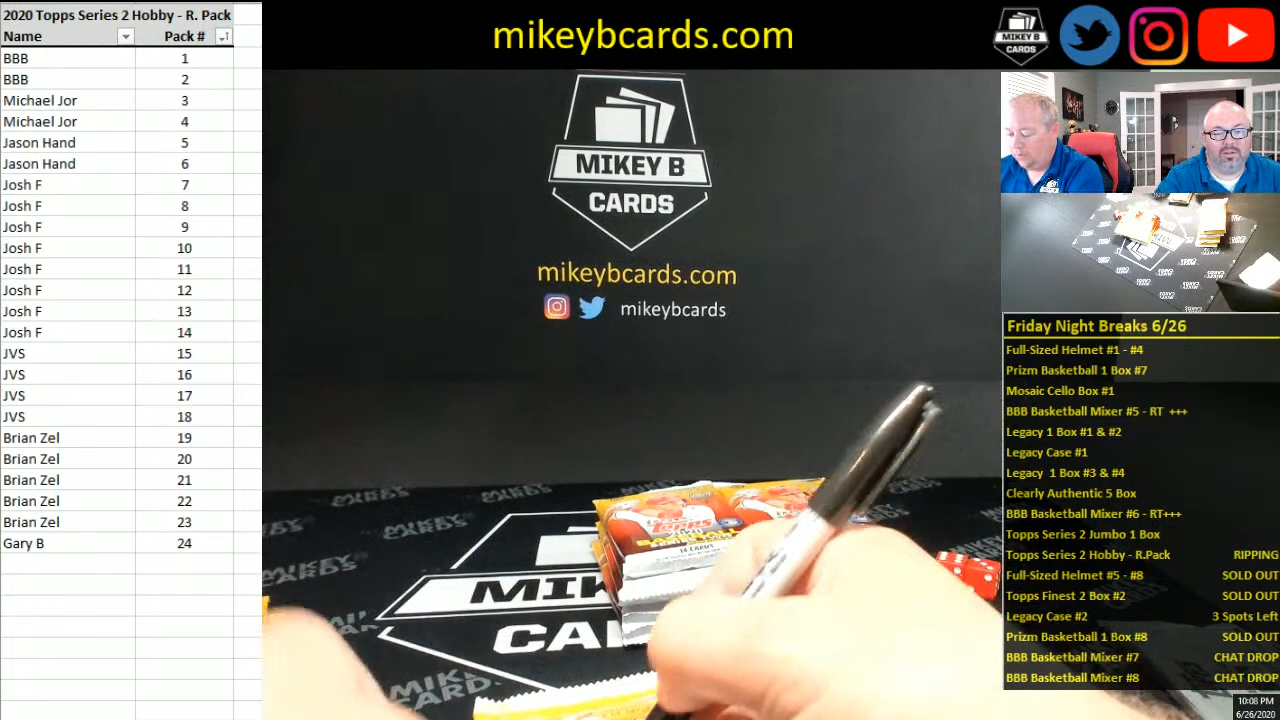 2020 Topps Series 2 Hobby - R. Pack
Name Pack #
BBB 1
BBB 2
Michael Jor 3
Michael Jor 4
Jason Hand 5
Jason Hand 6
Josh F 7
Josh F 8
Josh F 9
Josh F 10
Josh F 11
Josh F 12
Josh F 13
Josh F 14
JVS 15
JVS 16
JVS 17
JVS 18
Brian Zel 19
Brian Zel 20
Brian Zel 21
Brian Zel 22
Brian Zel 23
Gary B 24
mikeybcards.com
MIKEY B
CARDS
MIKEY B
CARDS
mikeybcards.com
mikeybcards
Topps
14 CARDS
MIKEY B
Friday Night Breaks 6/26
Full-Sized Helmet #1 - #4
Prizm Basketball 1 Box #7
Mosaic Cello Box #1
BBB Basketball Mixer #5 - RT +++
Legacy 1 Box #1 & #2
Legacy Case #1
Legacy 1 Box #3 & #4
Clearly Authentic 5 Box
BBB Basketball Mixer #6 - RT+++
Topps Series 2 Jumbo 1 Box
Topps Series 2 Hobby - R.Pack RIPPING
Full-Sized Helmet #5 - #8 SOLD OUT
Topps Finest 2 Box #2 SOLD OUT
Legacy Case #2 3 Spots Left
Prizm Basketball 1 Box #8 SOLD OUT
BBB Basketball Mixer #7 CHAT DROP
BBB Basketball Mixer #8 CHAT DROP
10:08 PM
6/26/2020